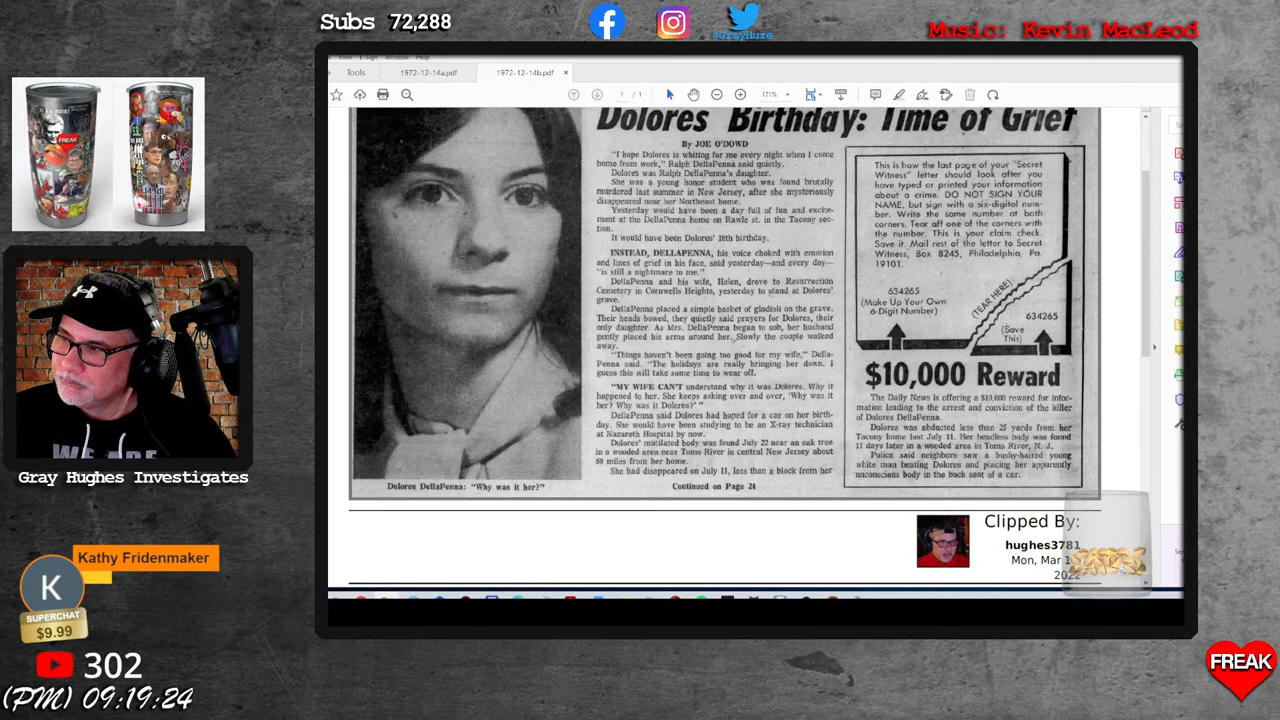 Subs 72,288
@GrayHuze
Music: Kevin MacLeod
Tools
1972-12-14a.pdf
1972-12-14b.pdf
1 / 1
171%
Dolores Birthday: Time of Grief
By JOE O'DOWD
"I hope Dolores is waiting for me every night when I come
home from work," Ralph DellaPenna said quietly.
Dolores was Ralph DellaPenna's daughter.
She was a young honor student who was found brutally
murdered last summer in New Jersey, after she mysteriously
disappeared near her Northeast home.
Yesterday would have been a day full of fun and excite-
ment at the DellaPenna home on Rawle st. in the Tacony sec-
tion.
It would have been Dolores' 18th birthday.
INSTEAD, DELLAPENNA, his voice choked with emotion
and lines of grief in his face, said yesterday—and every day—
"is still a nightmare to me."
DellaPenna and his wife, Helen, drove to Resurrection
Cemetery in Cornwells Heights, yesterday to stand at Dolores'
grave.
DellaPenna placed a simple basket of gladioli on the grave.
Their heads bowed, they quietly said prayers for Dolores, their
only daughter. As Mrs. DellaPenna began to sob, her husband
gently placed his arms around her. Slowly the couple walked
away.
"Things haven't been going too good for my wife," Della-
Penna said. "The holidays are really bringing her down. I
guess this will take some time to wear off.
"MY WIFE CAN'T understand why it was Dolores. Why it
happened to her. She keeps asking over and over, 'Why was it
her? Why was it Dolores?' "
DellaPenna said Dolores had hoped for a car on her birth-
day. She would have been studying to be an X-ray technician
at Nazareth Hospital by now.
Dolores' mutilated body was found July 22 near an oak tree
in a wooded area near Toms River in central New Jersey about
60 miles from her home.
She had disappeared on July 11, less than a block from her
Continued on Page 24
Dolores DellaPenna: "Why was it her?"
This is how the last page of your "Secret
Witness" letter should look after you
have typed or printed your information
about a crime. DO NOT SIGN YOUR
NAME, but sign with a six-digital num-
ber. Write the same number at both
corners. Tear off one of the corners with
the number. This is your claim check.
Save it. Mail rest of the letter to Secret
Witness, Box 8245, Philadelphia, Pa.
19101.
634265
(Make Up Your Own
6-Digit Number)
(TEAR HERE)
634265
(Save
This)
$10,000 Reward
The Daily News is offering a $10,000 reward for infor-
mation leading to the arrest and conviction of the killer
of Dolores DellaPenna.
Dolores was abducted less than 25 yards from her
Tacony home last July 11. Her headless body was found
11 days later in a wooded area in Toms River, N. J.
Police said neighbors saw a bushy-haired young
white man beating Dolores and placing her apparently
unconscious body in the back seat of a car.
Clipped By:
hughes3781
Mon, Mar
2022
FREAK
WE ARE
Gray Hughes Investigates
Kathy Fridenmaker
K
SUPERCHAT
$9.99
302
(PM) 09:19:24
FREAK